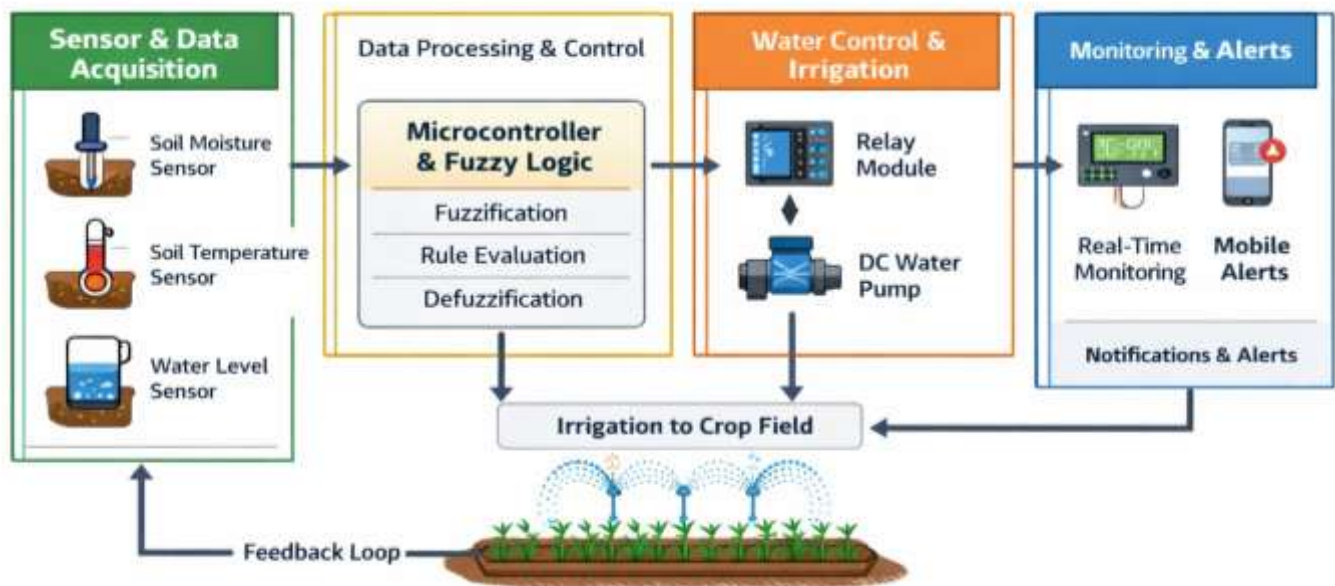 Sensor & Data
Acquisition
Soil Moisture
Sensor
Soil Temperature
Sensor
Water Level
Sensor
Data Processing & Control
Microcontroller
& Fuzzy Logic
Fuzzification
Rule Evaluation
Defuzzification
Water Control &
Irrigation
Relay
Module
DC Water
Pump
Monitoring & Alerts
Real-Time
Monitoring
Mobile
Alerts
Notifications & Alerts
Irrigation to Crop Field
Feedback Loop